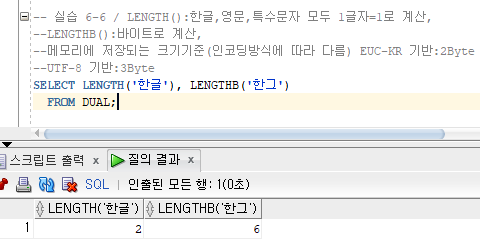 -- 실습 6-6 / LENGTH():한글,영문,특수문자 모두 1글자=1로 계산,
--LENGTHB():바이트로 계산,
--메모리에 저장되는 크기기준(인코딩방식에 따라 다름) EUC-KR 기반:2Byte
--UTF-8 기반:3Byte
SELECT LENGTH('한글'), LENGTHB('한그')
FROM DUAL;
스크립트 출력 x 질의 결과 x
SQL | 인출된 모든 행: 1(0초)
LENGTH('한글') LENGTHB('한그')
1 2 6